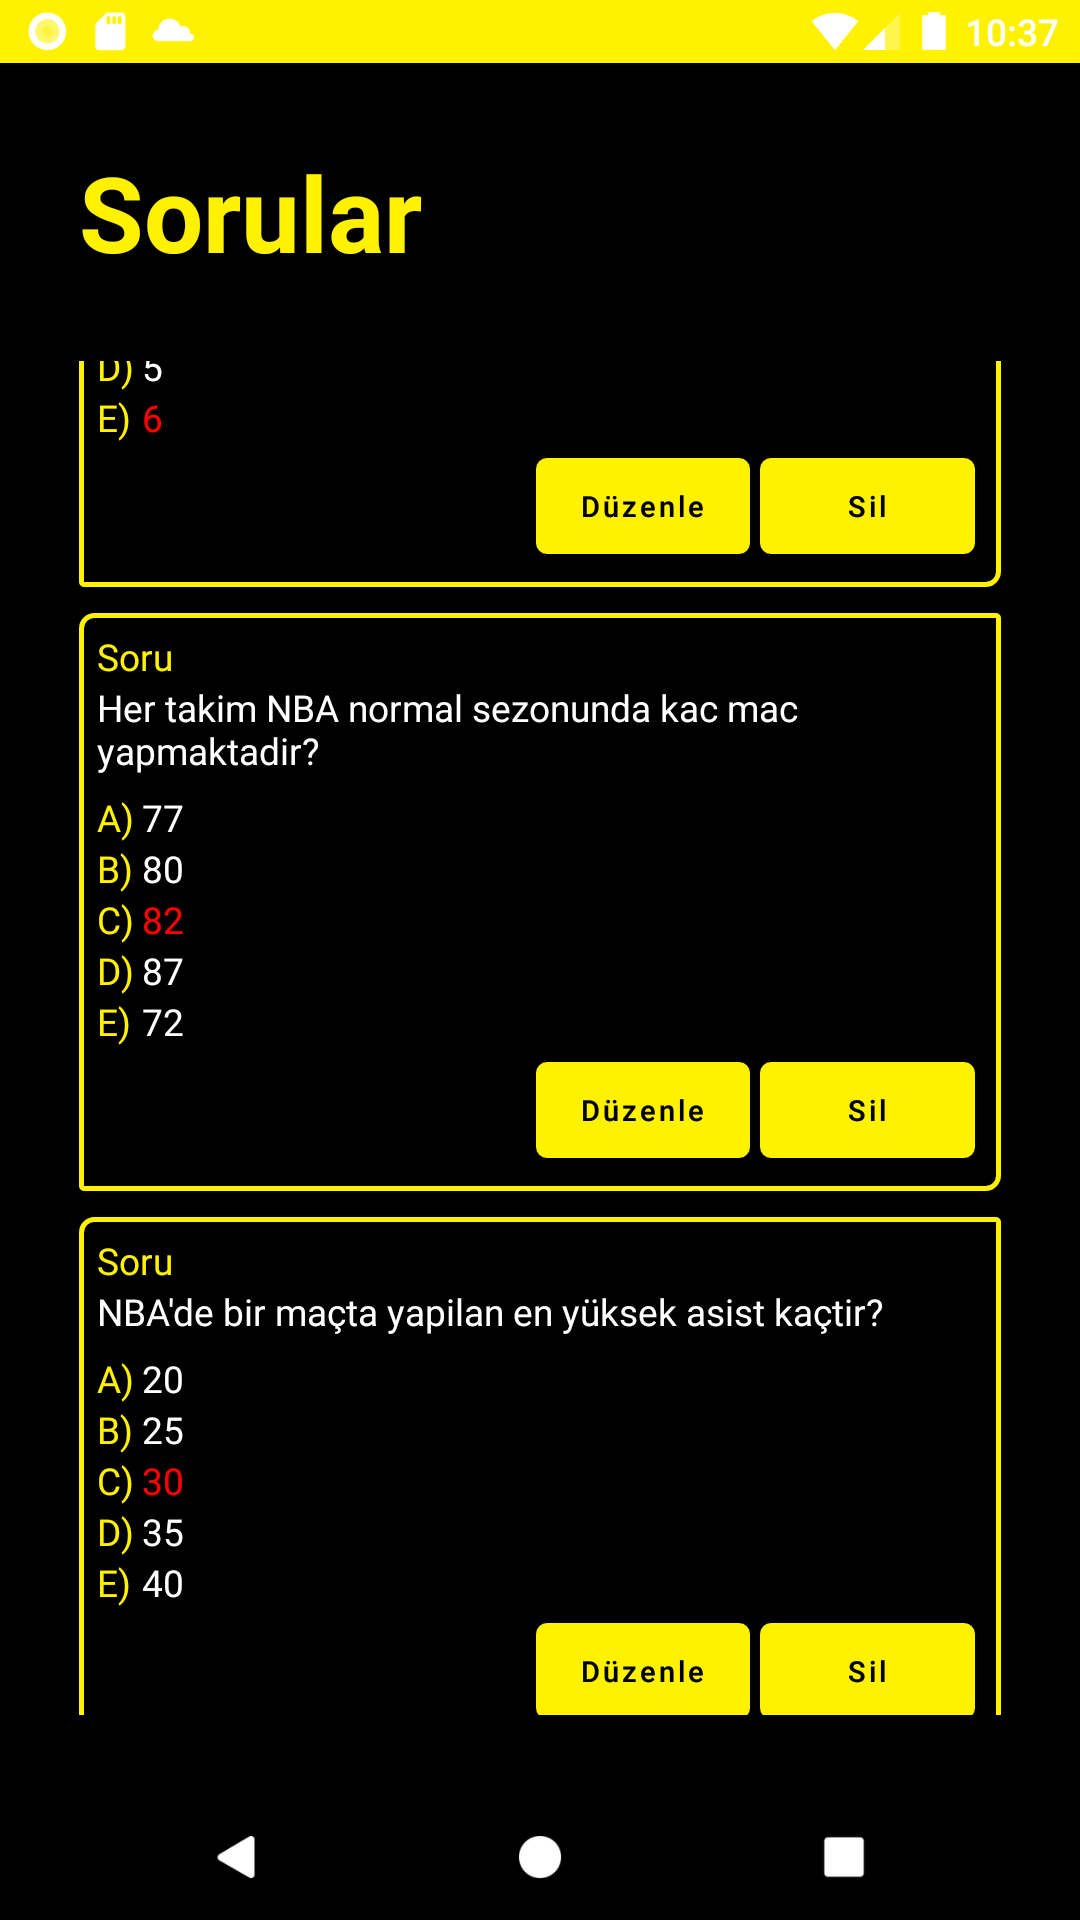 10:37
Sorular
D) 5
E) 6
Düzenle Sil
Soru
Her takim NBA normal sezonunda kac mac
yapmaktadir?
A) 77
B) 80
C) 82
D) 87
E) 72
Düzenle Sil
Soru
NBA'de bir maçta yapilan en yüksek asist kaçtir?
A) 20
B) 25
C) 30
D) 35
E) 40
Düzenle Sil